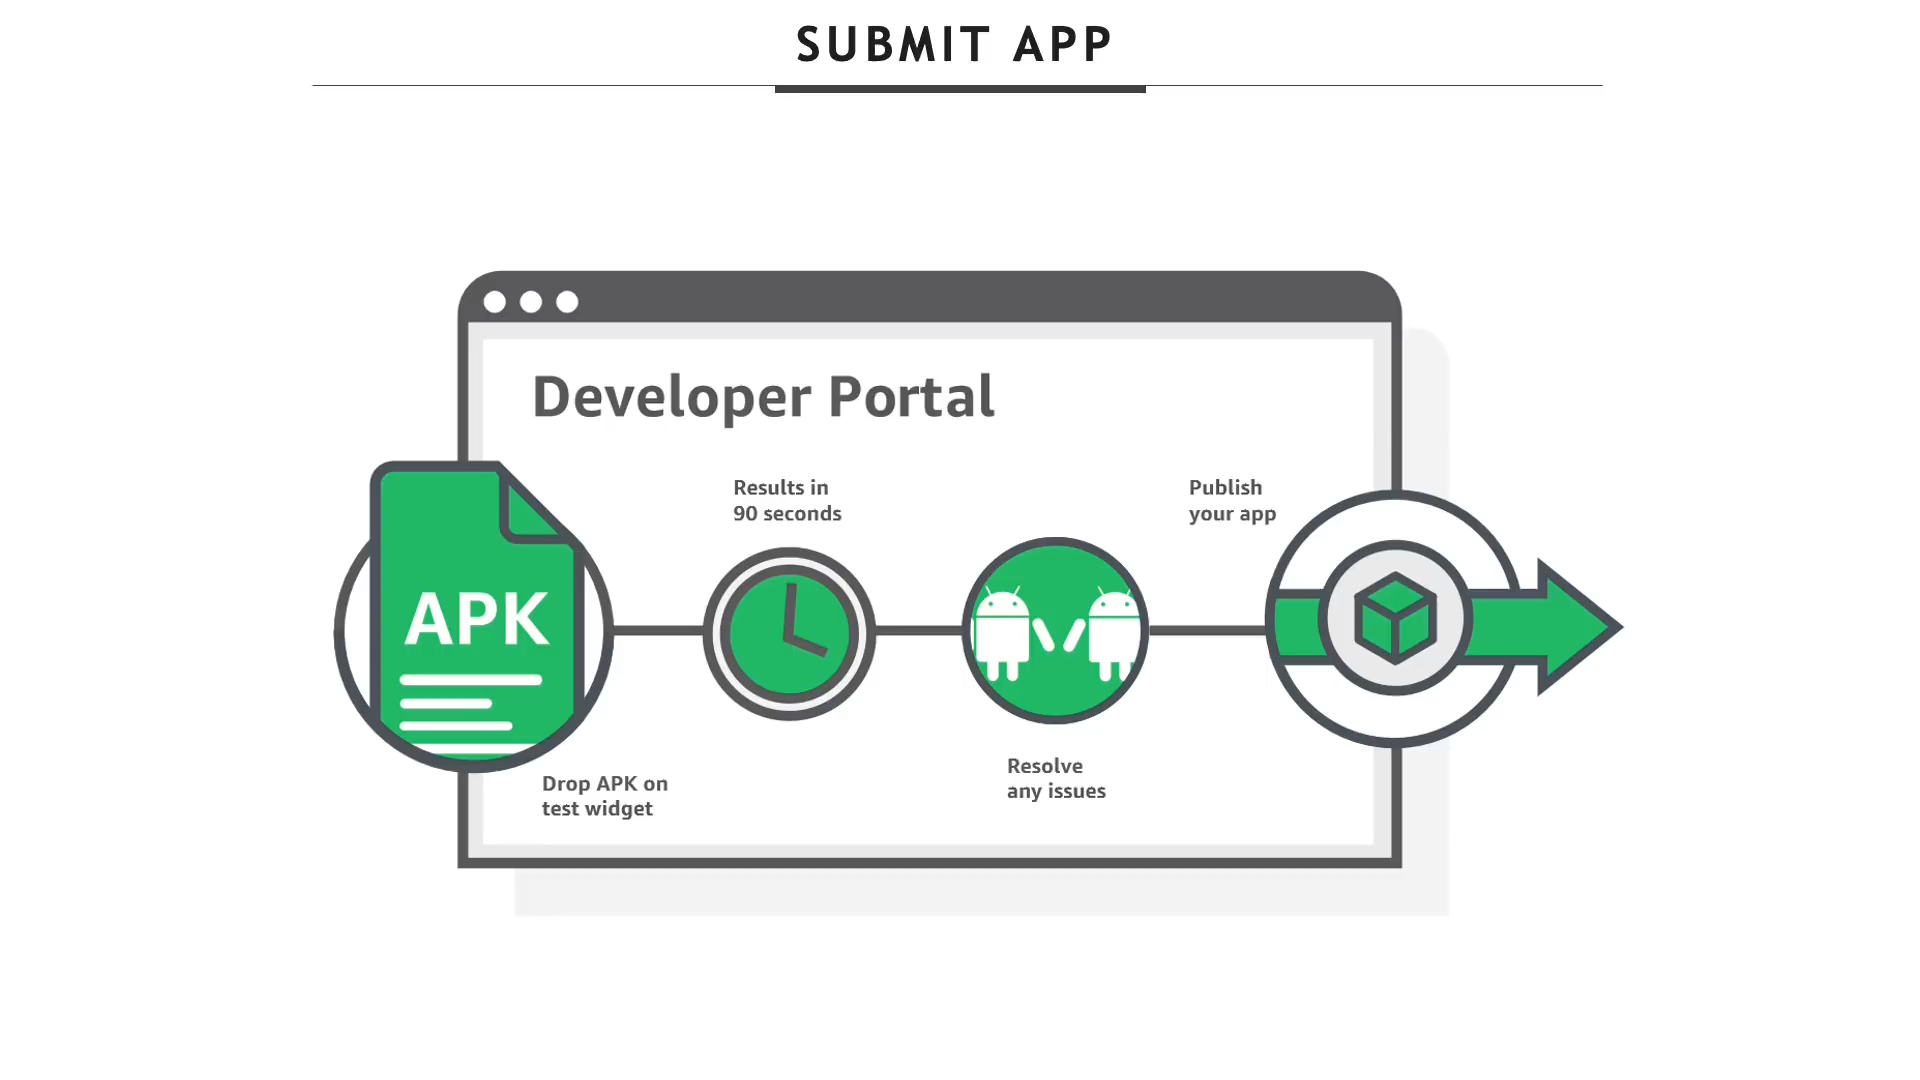 SUBMIT APP
Developer Portal
APK
Drop APK on
test widget
Results in
90 seconds
Resolve
any issues
Publish
your app